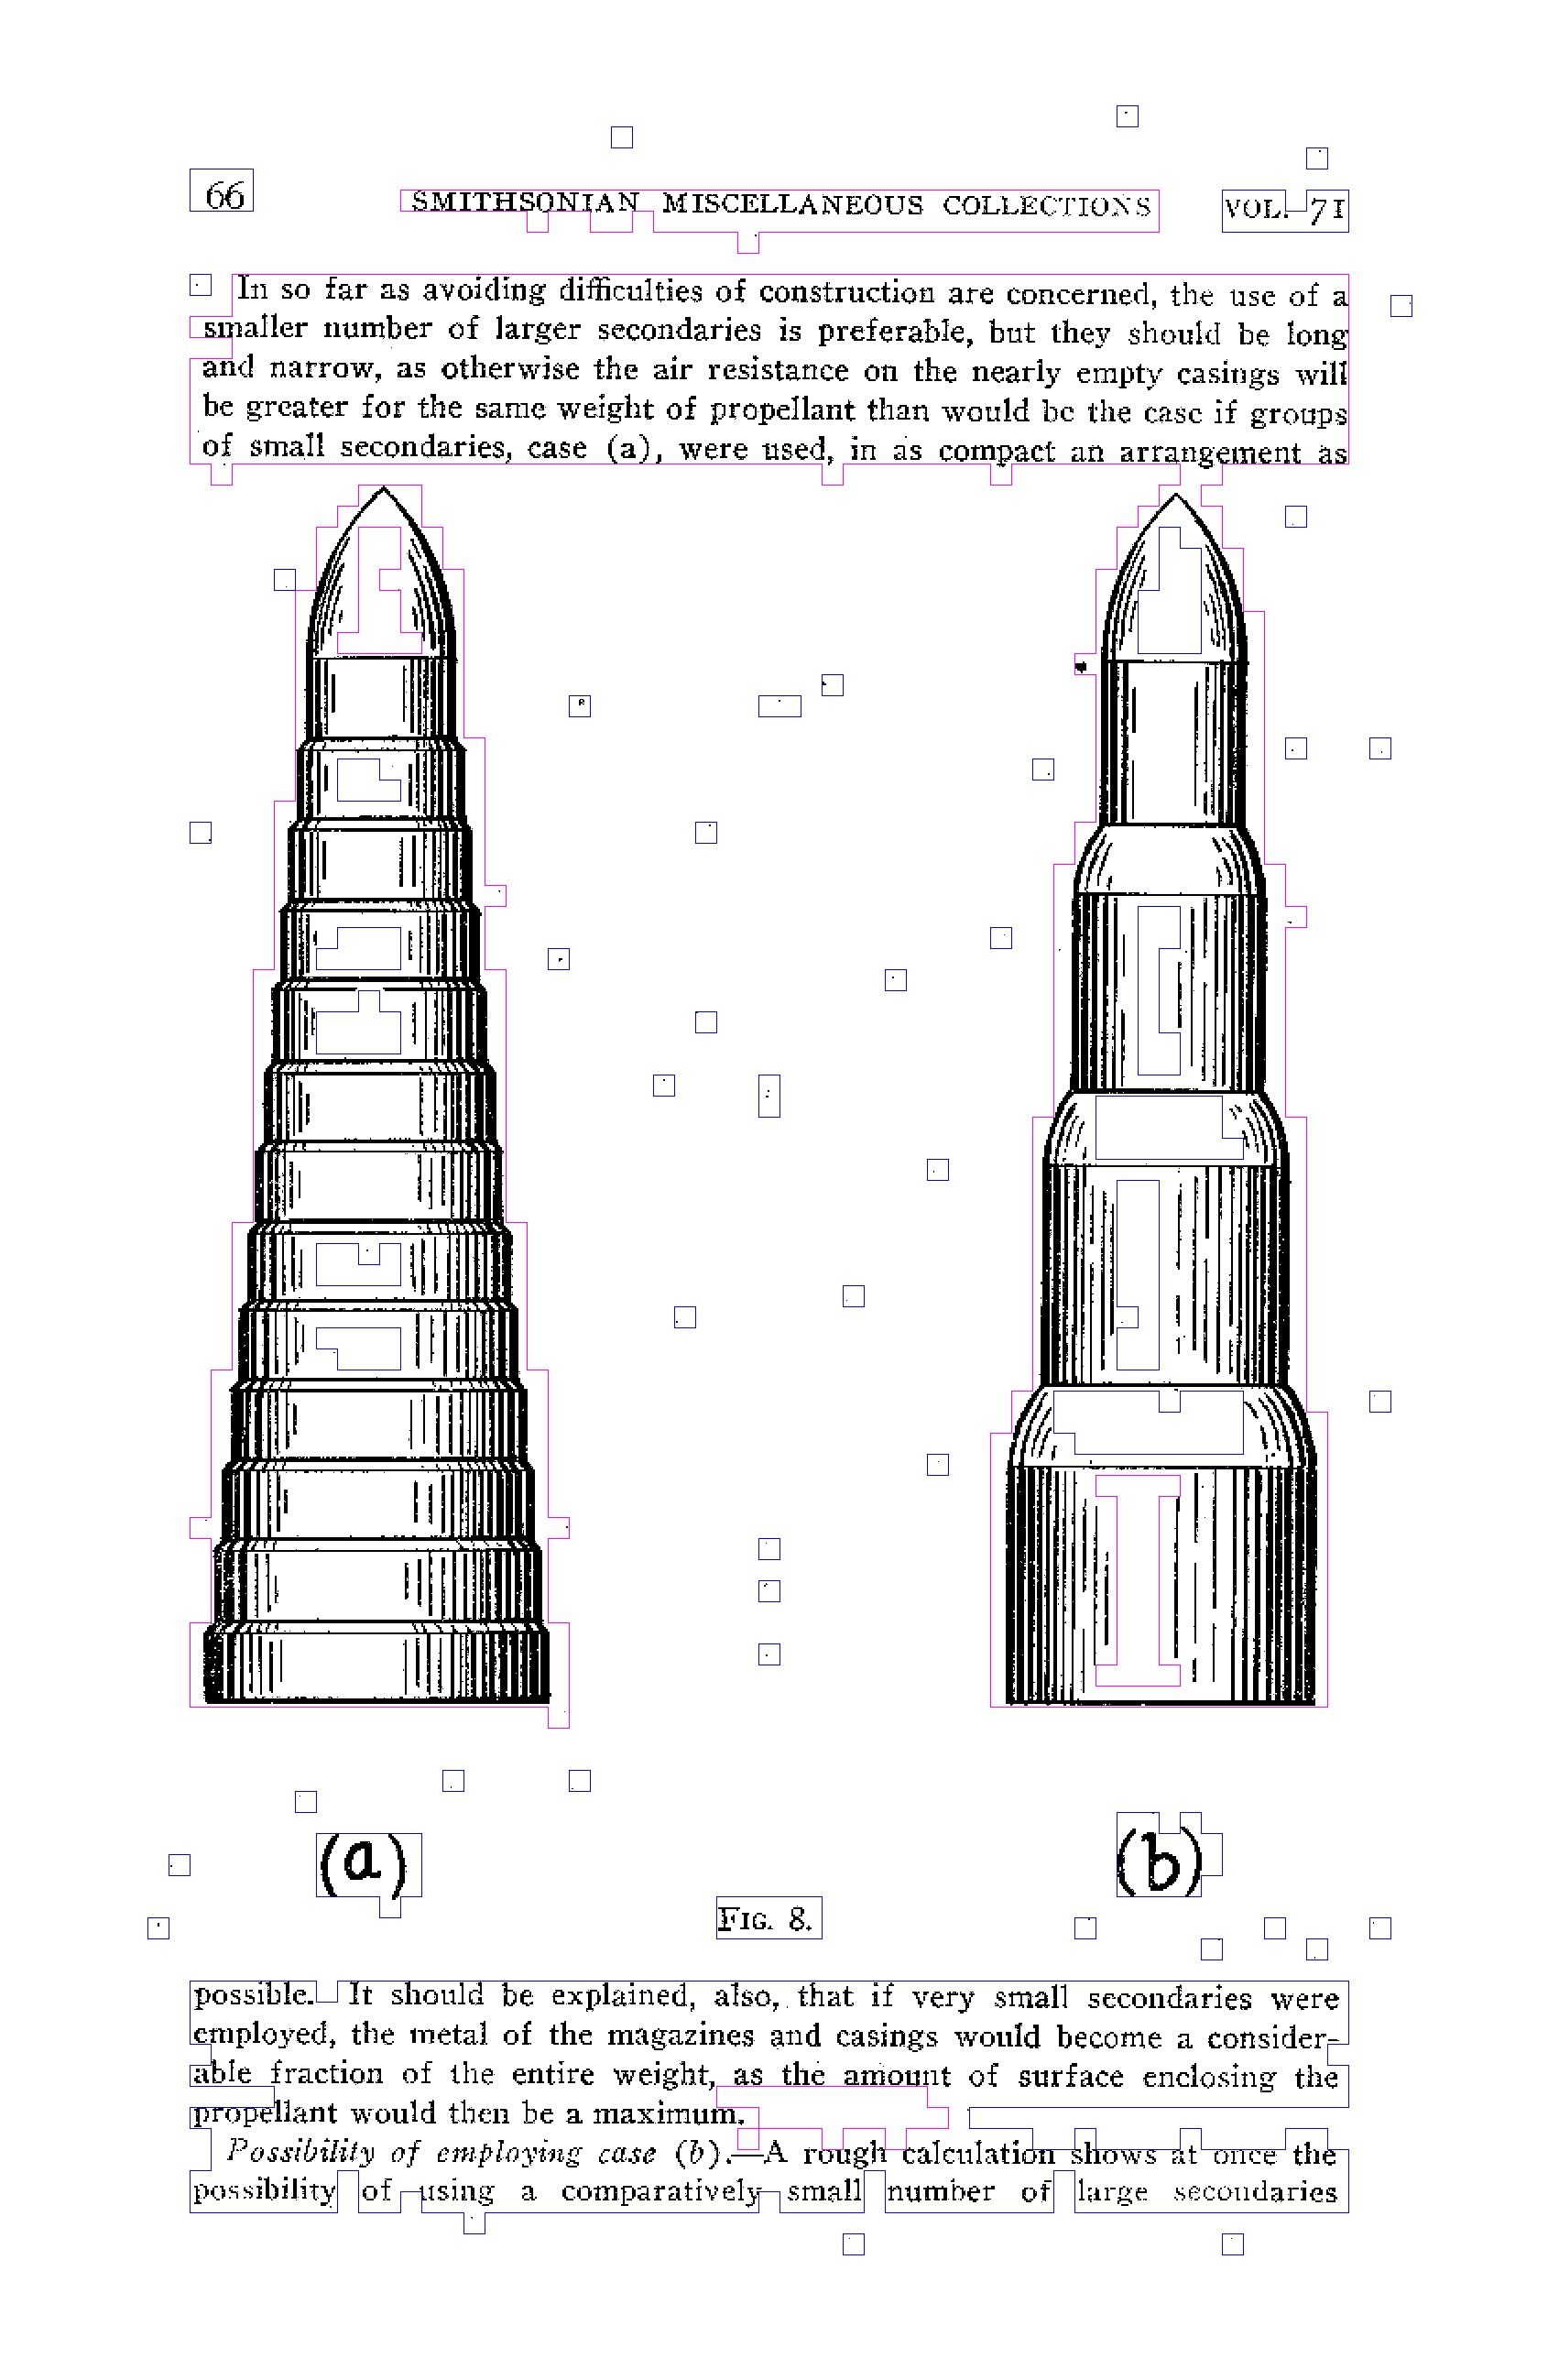 66 SMITHSONIAN MISCELLANEOUS COLLECTIONS VOL. 71
In so far as avoiding difficulties of construction are concerned, the use of a
smaller number of larger secondaries is preferable, but they should be long
and narrow, as otherwise the air resistance on the nearly empty casings will
be greater for the same weight of propellant than would be the case if groups
of small secondaries, case (a), were used, in as compact an arrangement as
(a) (b)
FIG. 8.
possible. It should be explained, also, that if very small secondaries were
employed, the metal of the magazines and casings would become a consider-
able fraction of the entire weight, as the amount of surface enclosing the
propellant would then be a maximum.
Possibility of employing case (b).—A rough calculation shows at once the
possibility of using a comparatively small number of large secondaries